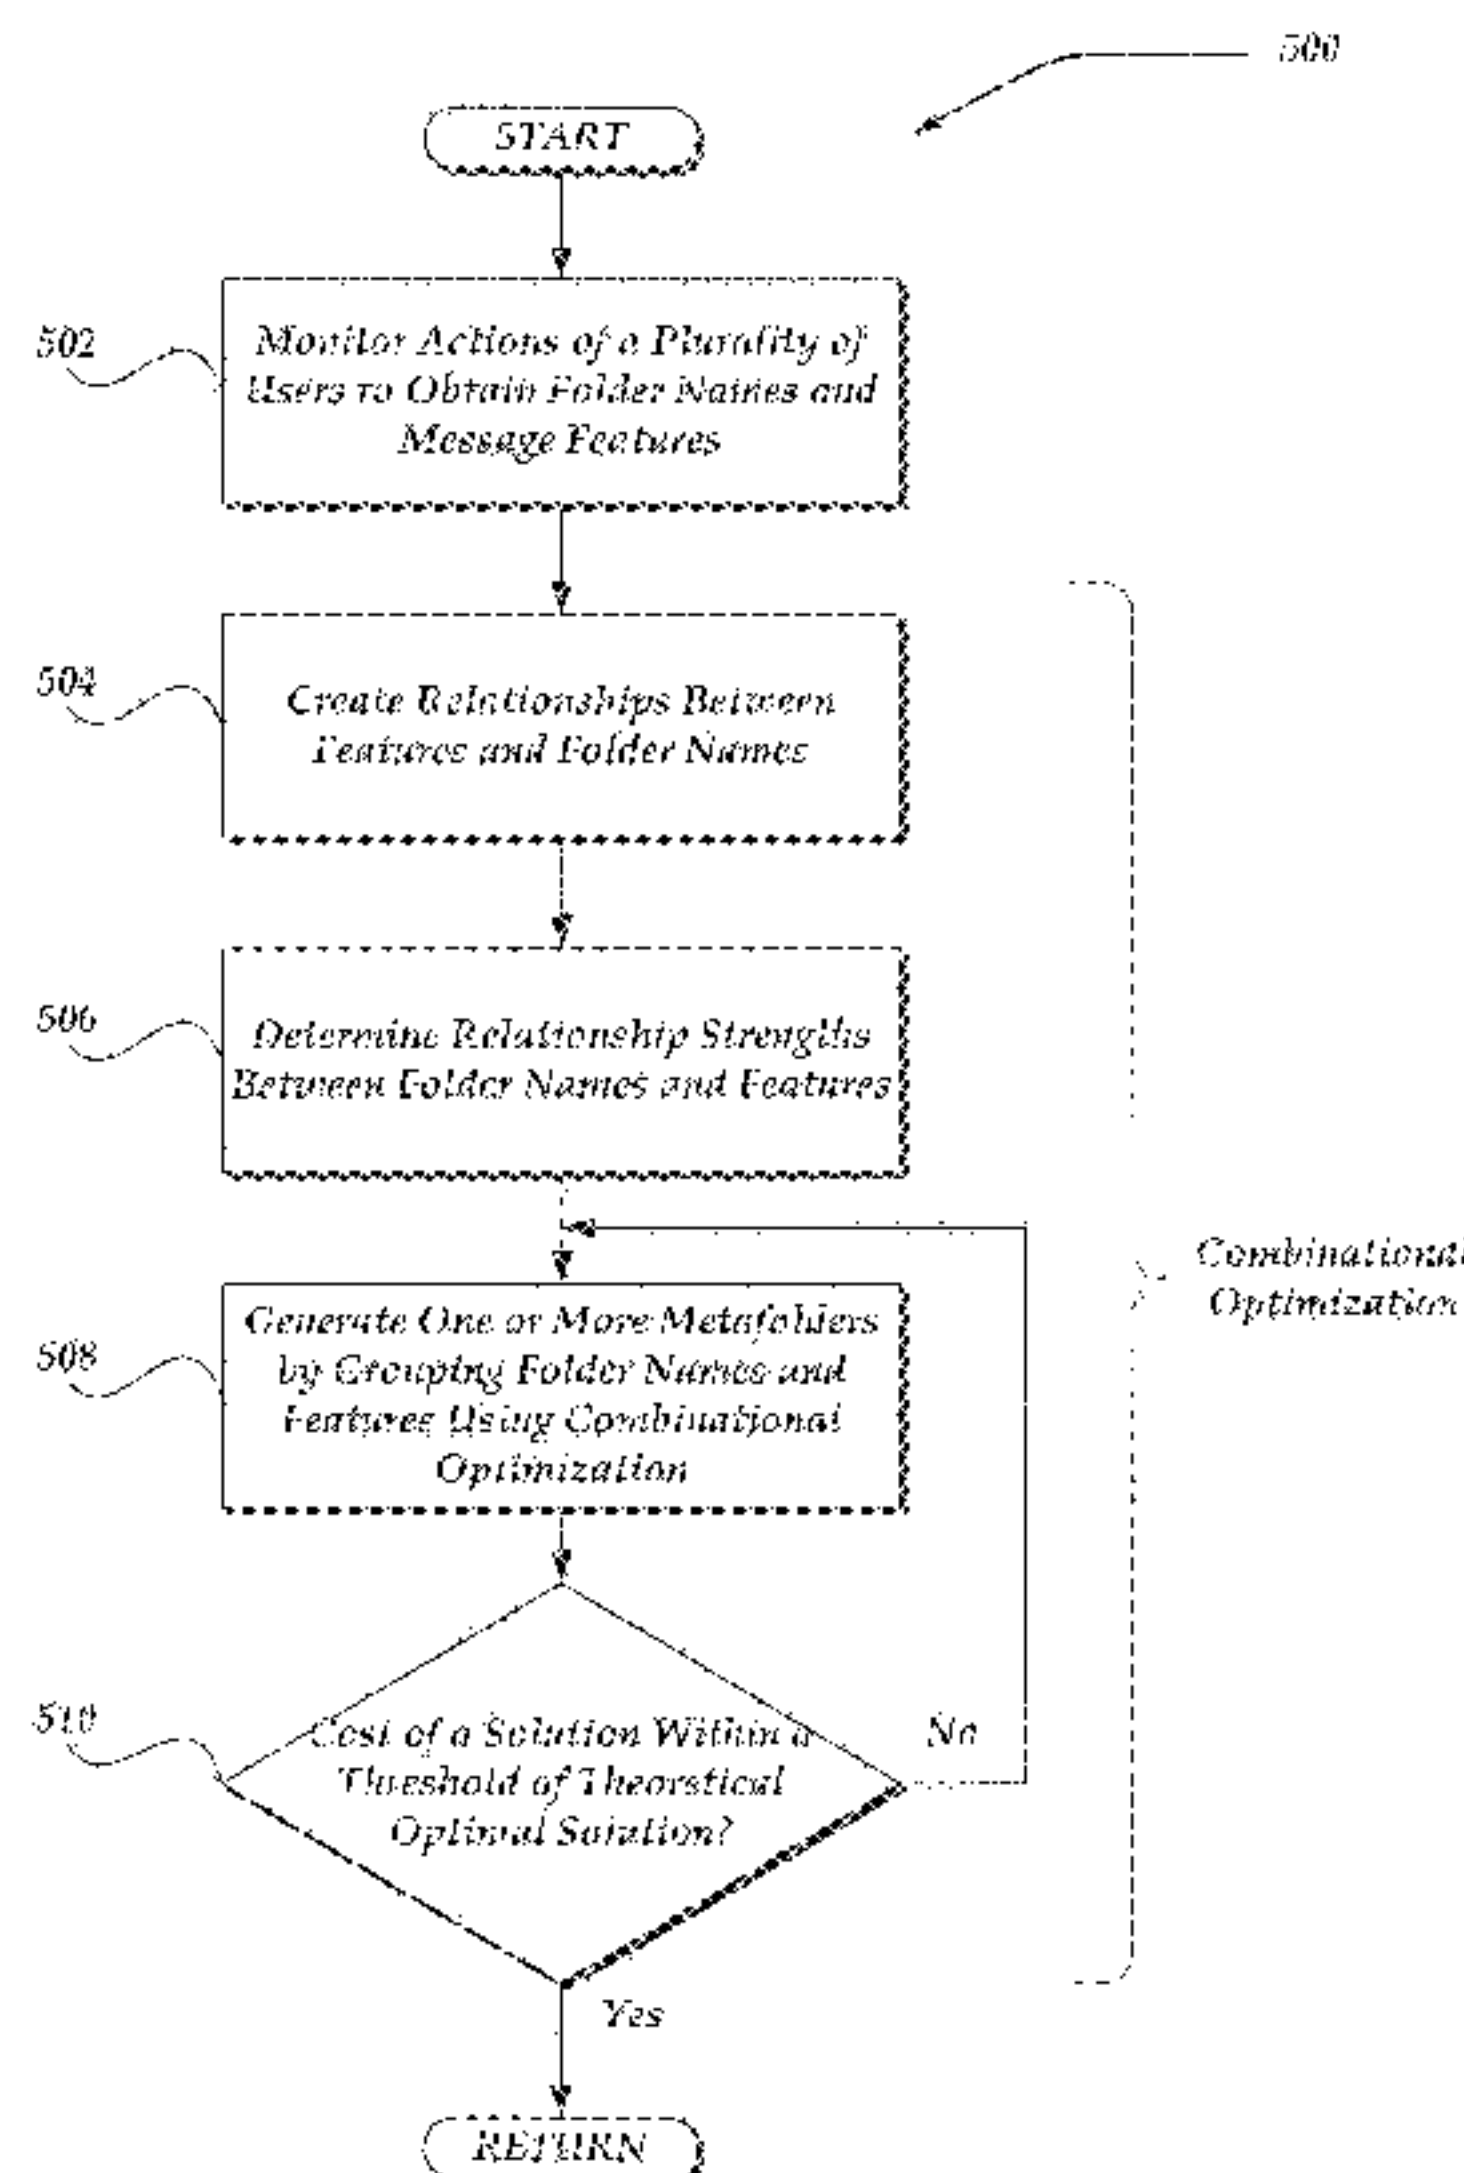 500
START
502
Monitor Actions of a Plurality of
Users to Obtain Folder Names and
Message Features
504
Create Relationships Between
Features and Folder Names
506
Determine Relationship Strengths
Between Folder Names and Features
508
Generate One or More Metafolders
by Grouping Folder Names and
Features Using Combinational
Optimization
Combinational
Optimization
510
Cost of a Solution Within a
Threshold of Theoretical
Optimal Solution?
No
Yes
RETURN